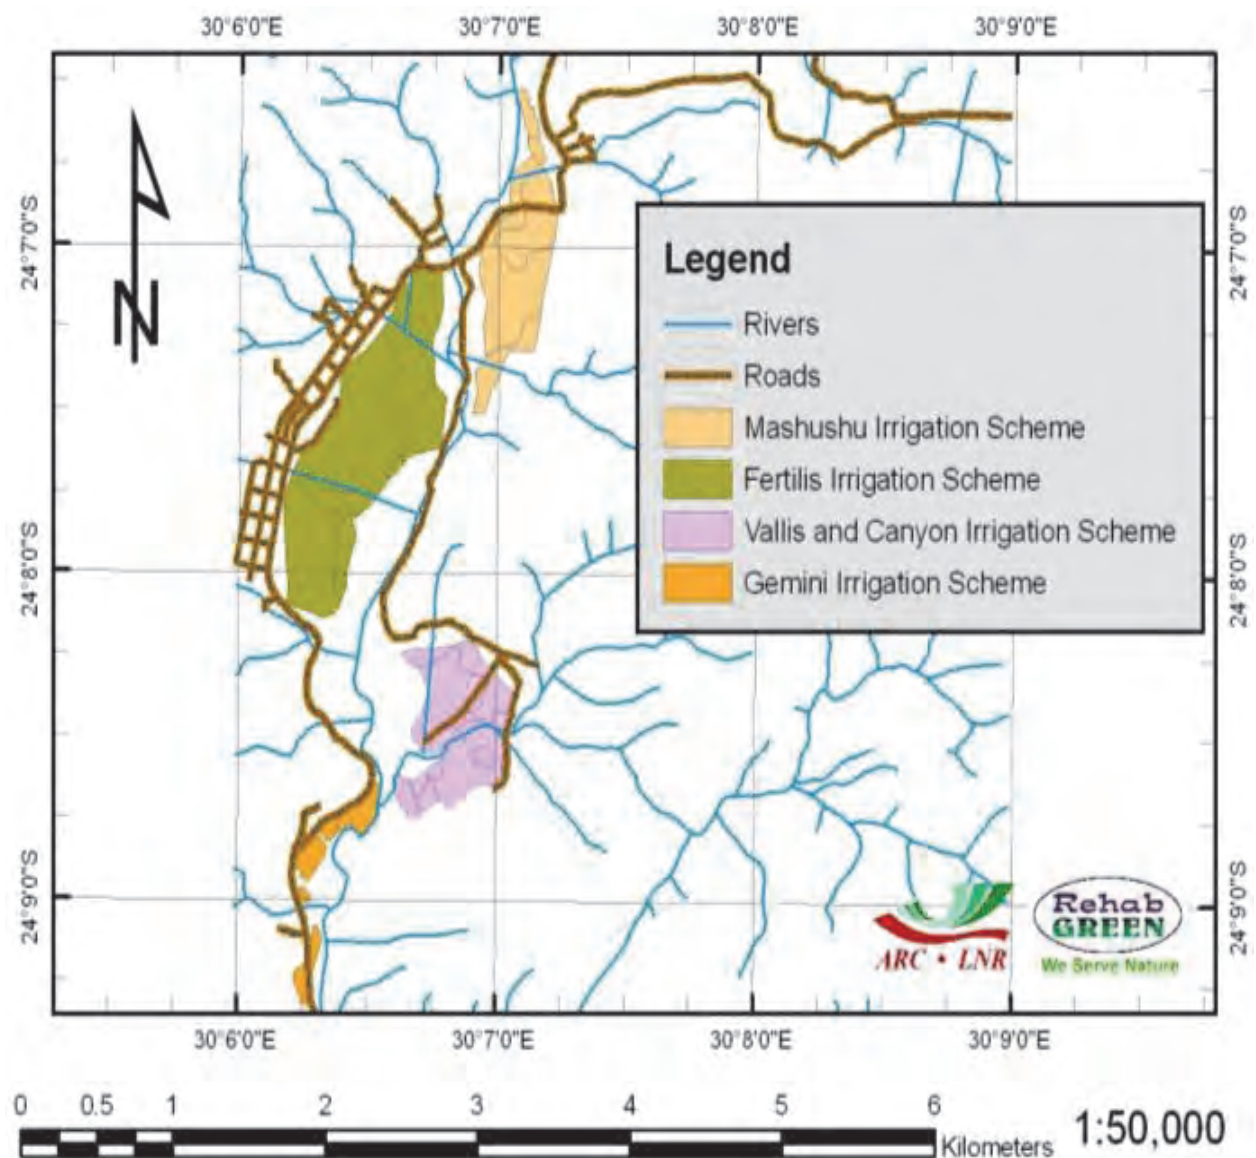 30°6'0"E 30°7'0"E 30°8'0"E 30°9'0"E
24°7'0"S
24°7'0"S
N
Legend
Rivers
Roads
Mashushu Irrigation Scheme
Fertilis Irrigation Scheme
Vallis and Canyon Irrigation Scheme
Gemini Irrigation Scheme
24°8'0"S
24°8'0"S
24°9'0"S
24°9'0"S
ARC • LNR
Rehab
GREEN
We Serve Nature
30°6'0"E 30°7'0"E 30°8'0"E 30°9'0"E
0 0.5 1 2 3 4 5 6
Kilometers
1:50,000